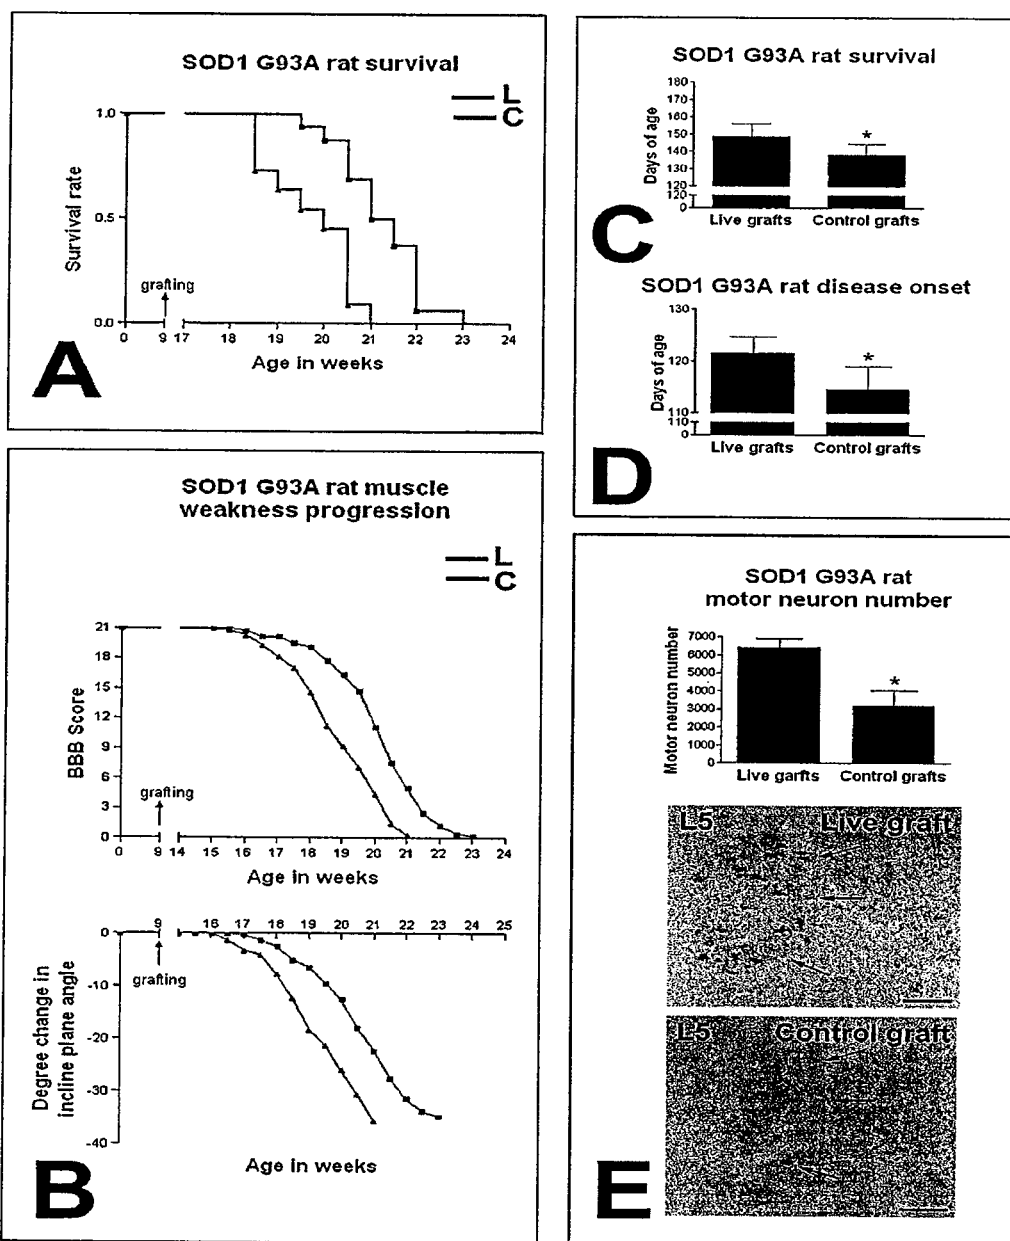 SOD1 G93A rat survival
L
C
1.0
0.5
0.0
Survival rate
grafting
0 9 17 18 19 20 21 22 23 24
Age in weeks
A
SOD1 G93A rat muscle
weakness progression
L
C
21
18
15
12
9
6
3
0
BBB Score
grafting
0 9 14 15 16 17 18 19 20 21 22 23 24
Age in weeks
9 16 17 18 19 20 21 22 23 24 25
0
-10
-20
-30
-40
grafting
Degree change in
incline plane angle
Age in weeks
B
SOD1 G93A rat survival
180
170
160
150
140
130
120
120
0
Days of age
*
Live grafts Control grafts
C
SOD1 G93A rat disease onset
130
120
110
110
0
Days of age
*
Live grafts Control grafts
D
SOD1 G93A rat
motor neuron number
7000
6000
5000
4000
3000
2000
1000
0
Motor neuron number
*
Live garfts Control grafts
L5 Live graft
L5 Control graft
E